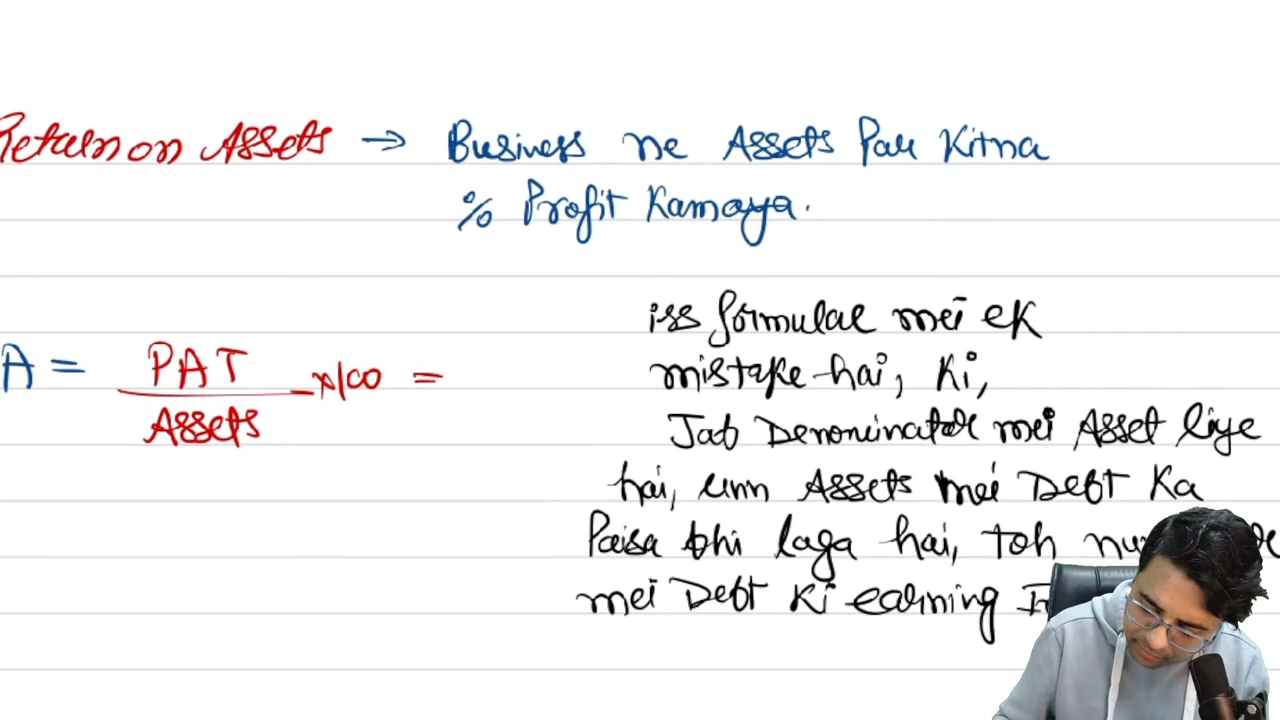 Return on Assets → Business ne Assets Par Kitna
% Profit Kamaya.
iss formulae mei ek
A = PAT / Assets x100 =
mistake hai, Ki,
Jab Denominator mei Asset liye
hai, unn Assets mei Debt Ka
Paisa bhi laga hai, toh
mei Debt Ki earning